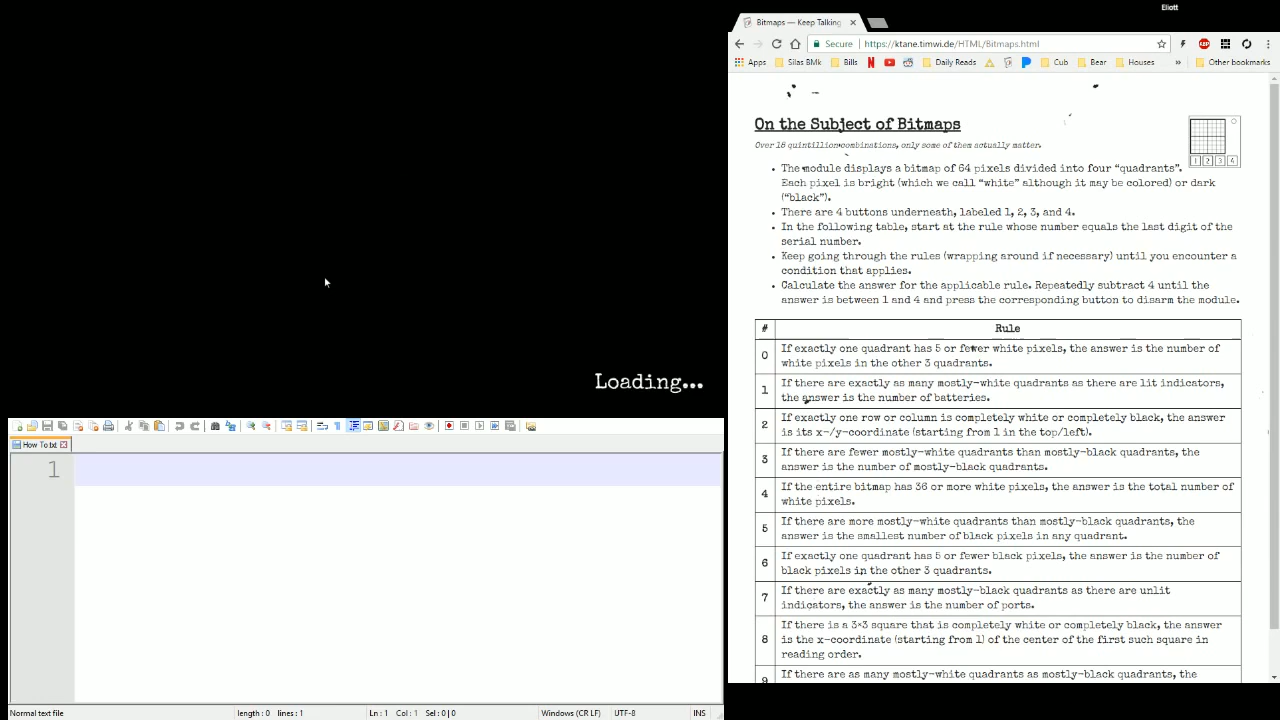 Eliott
Bitmaps — Keep Talking
Secure https://ktane.timwi.de/HTML/Bitmaps.html
Apps Silas BMk Bills Daily Reads Cub Bear Houses » Other bookmarks
On the Subject of Bitmaps
Over 18 quintillion combinations, only some of them actually matter.
1 2 3 4
• The module displays a bitmap of 64 pixels divided into four “quadrants”.
Each pixel is bright (which we call “white” although it may be colored) or dark
(“black”).
• There are 4 buttons underneath, labeled 1, 2, 3, and 4.
• In the following table, start at the rule whose number equals the last digit of the
serial number.
• Keep going through the rules (wrapping around if necessary) until you encounter a
condition that applies.
• Calculate the answer for the applicable rule. Repeatedly subtract 4 until the
answer is between 1 and 4 and press the corresponding button to disarm the module.
# Rule
0 If exactly one quadrant has 5 or fewer white pixels, the answer is the number of
white pixels in the other 3 quadrants.
1 If there are exactly as many mostly-white quadrants as there are lit indicators,
the answer is the number of batteries.
2 If exactly one row or column is completely white or completely black, the answer
is its x-/y-coordinate (starting from 1 in the top/left).
3 If there are fewer mostly-white quadrants than mostly-black quadrants, the
answer is the number of mostly-black quadrants.
4 If the entire bitmap has 36 or more white pixels, the answer is the total number of
white pixels.
5 If there are more mostly-white quadrants than mostly-black quadrants, the
answer is the smallest number of black pixels in any quadrant.
6 If exactly one quadrant has 5 or fewer black pixels, the answer is the number of
black pixels in the other 3 quadrants.
7 If there are exactly as many mostly-black quadrants as there are unlit
indicators, the answer is the number of ports.
8 If there is a 3×3 square that is completely white or completely black, the answer
is the x-coordinate (starting from 1) of the center of the first such square in
reading order.
9 If there are as many mostly-white quadrants as mostly-black quadrants, the
Loading...
How To.txt
1
Normal text file length : 0 lines : 1 Ln : 1 Col : 1 Sel : 0 | 0 Windows (CR LF) UTF-8 INS